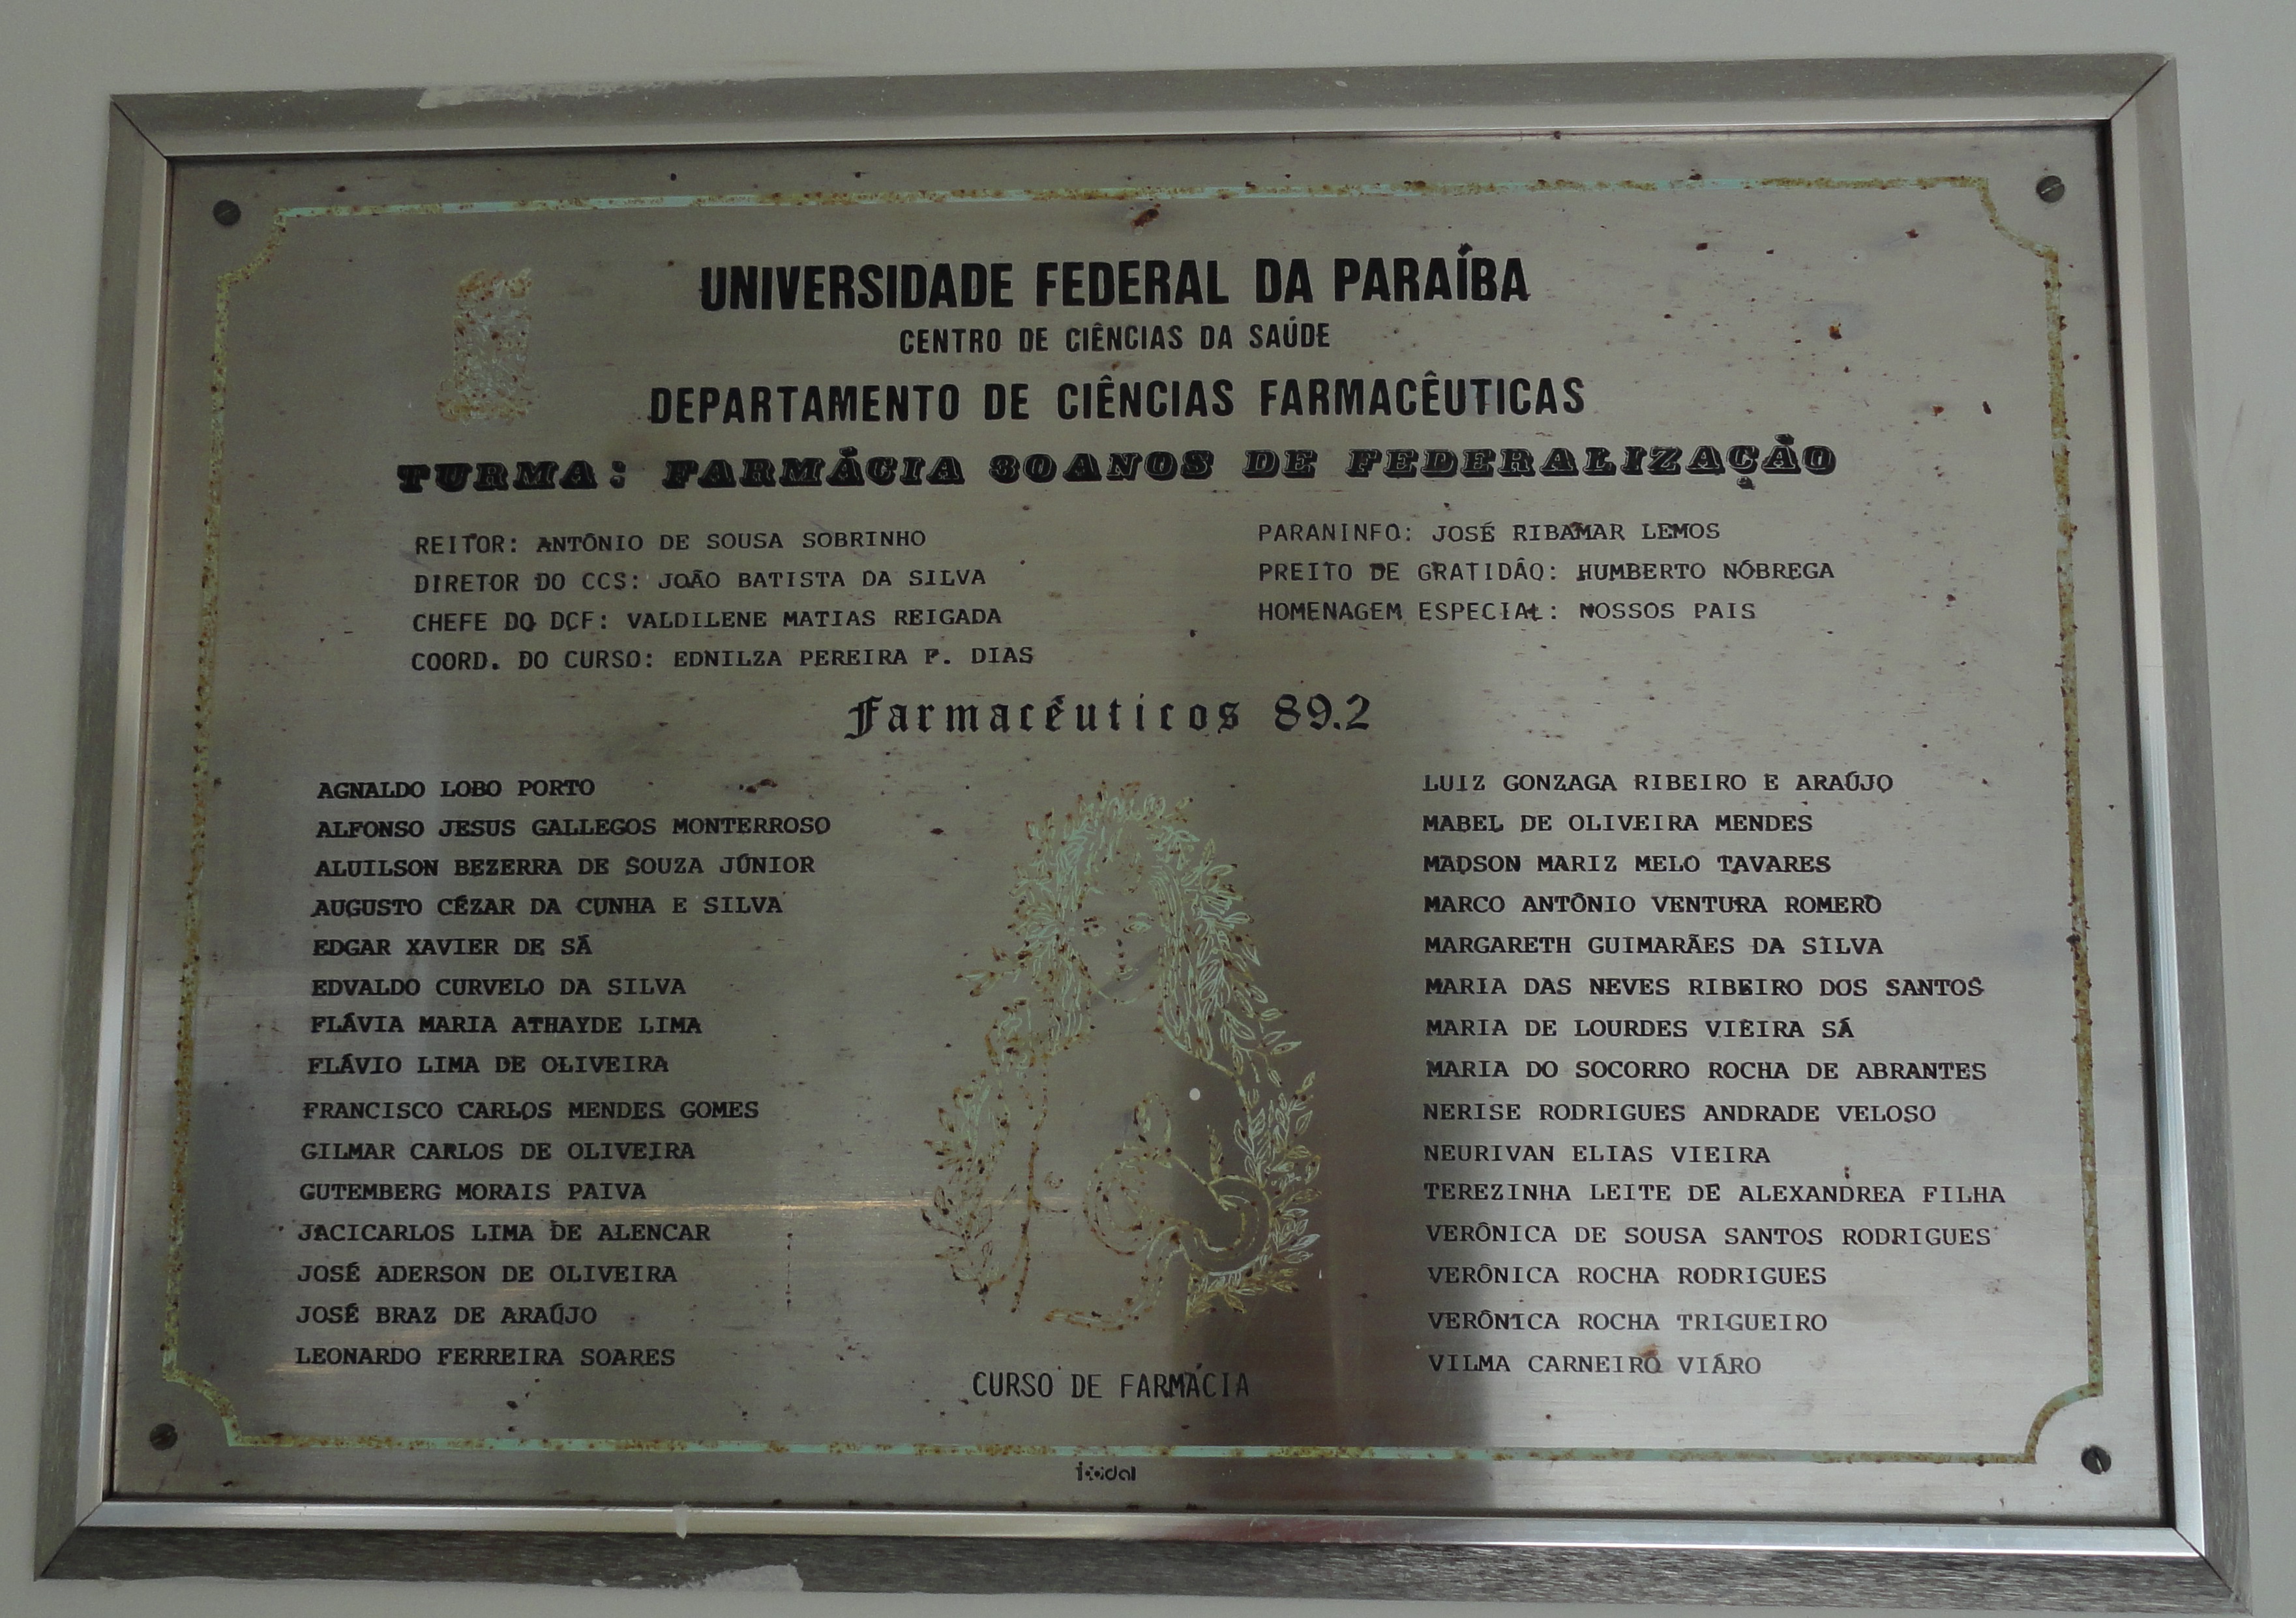 UNIVERSIDADE FEDERAL DA PARAÍBA
CENTRO DE CIÊNCIAS DA SAÚDE
DEPARTAMENTO DE CIÊNCIAS FARMACÊUTICAS
TURMA: FARMÁCIA 30 ANOS DE FEDERALIZAÇÃO
REITOR: ANTÔNIO DE SOUSA SOBRINHO
DIRETOR DO CCS: JOÃO BATISTA DA SILVA
CHEFE DO DCF: VALDILENE MATIAS REIGADA
COORD. DO CURSO: EDNILZA PEREIRA F. DIAS
PARANINFO: JOSÉ RIBAMAR LEMOS
PREITO DE GRATIDÃO: HUMBERTO NÓBREGA
HOMENAGEM ESPECIAL: NOSSOS PAIS
Farmacêuticos 89.2
AGNALDO LOBO PORTO
ALFONSO JESUS GALLEGOS MONTERROSO
ALUILSON BEZERRA DE SOUZA JÚNIOR
AUGUSTO CÉZAR DA CUNHA E SILVA
EDGAR XAVIER DE SÁ
EDVALDO CURVELO DA SILVA
FLÁVIA MARIA ATHAYDE LIMA
FLÁVIO LIMA DE OLIVEIRA
FRANCISCO CARLOS MENDES GOMES
GILMAR CARLOS DE OLIVEIRA
GUTEMBERG MORAIS PAIVA
JACICARLOS LIMA DE ALENCAR
JOSÉ ADERSON DE OLIVEIRA
JOSÉ BRAZ DE ARAÚJO
LEONARDO FERREIRA SOARES
LUIZ GONZAGA RIBEIRO E ARAÚJO
MABEL DE OLIVEIRA MENDES
MADSON MARIZ MELO TAVARES
MARCO ANTÔNIO VENTURA ROMERO
MARGARETH GUIMARÃES DA SILVA
MARIA DAS NEVES RIBEIRO DOS SANTOS
MARIA DE LOURDES VIEIRA SÁ
MARIA DO SOCORRO ROCHA DE ABRANTES
NERISE RODRIGUES ANDRADE VELOSO
NEURIVAN ELIAS VIEIRA
TEREZINHA LEITE DE ALEXANDREA FILHA
VERÔNICA DE SOUSA SANTOS RODRIGUES
VERÔNICA ROCHA RODRIGUES
VERÔNICA ROCHA TRIGUEIRO
VILMA CARNEIRO VIÁRO
CURSO DE FARMÁCIA